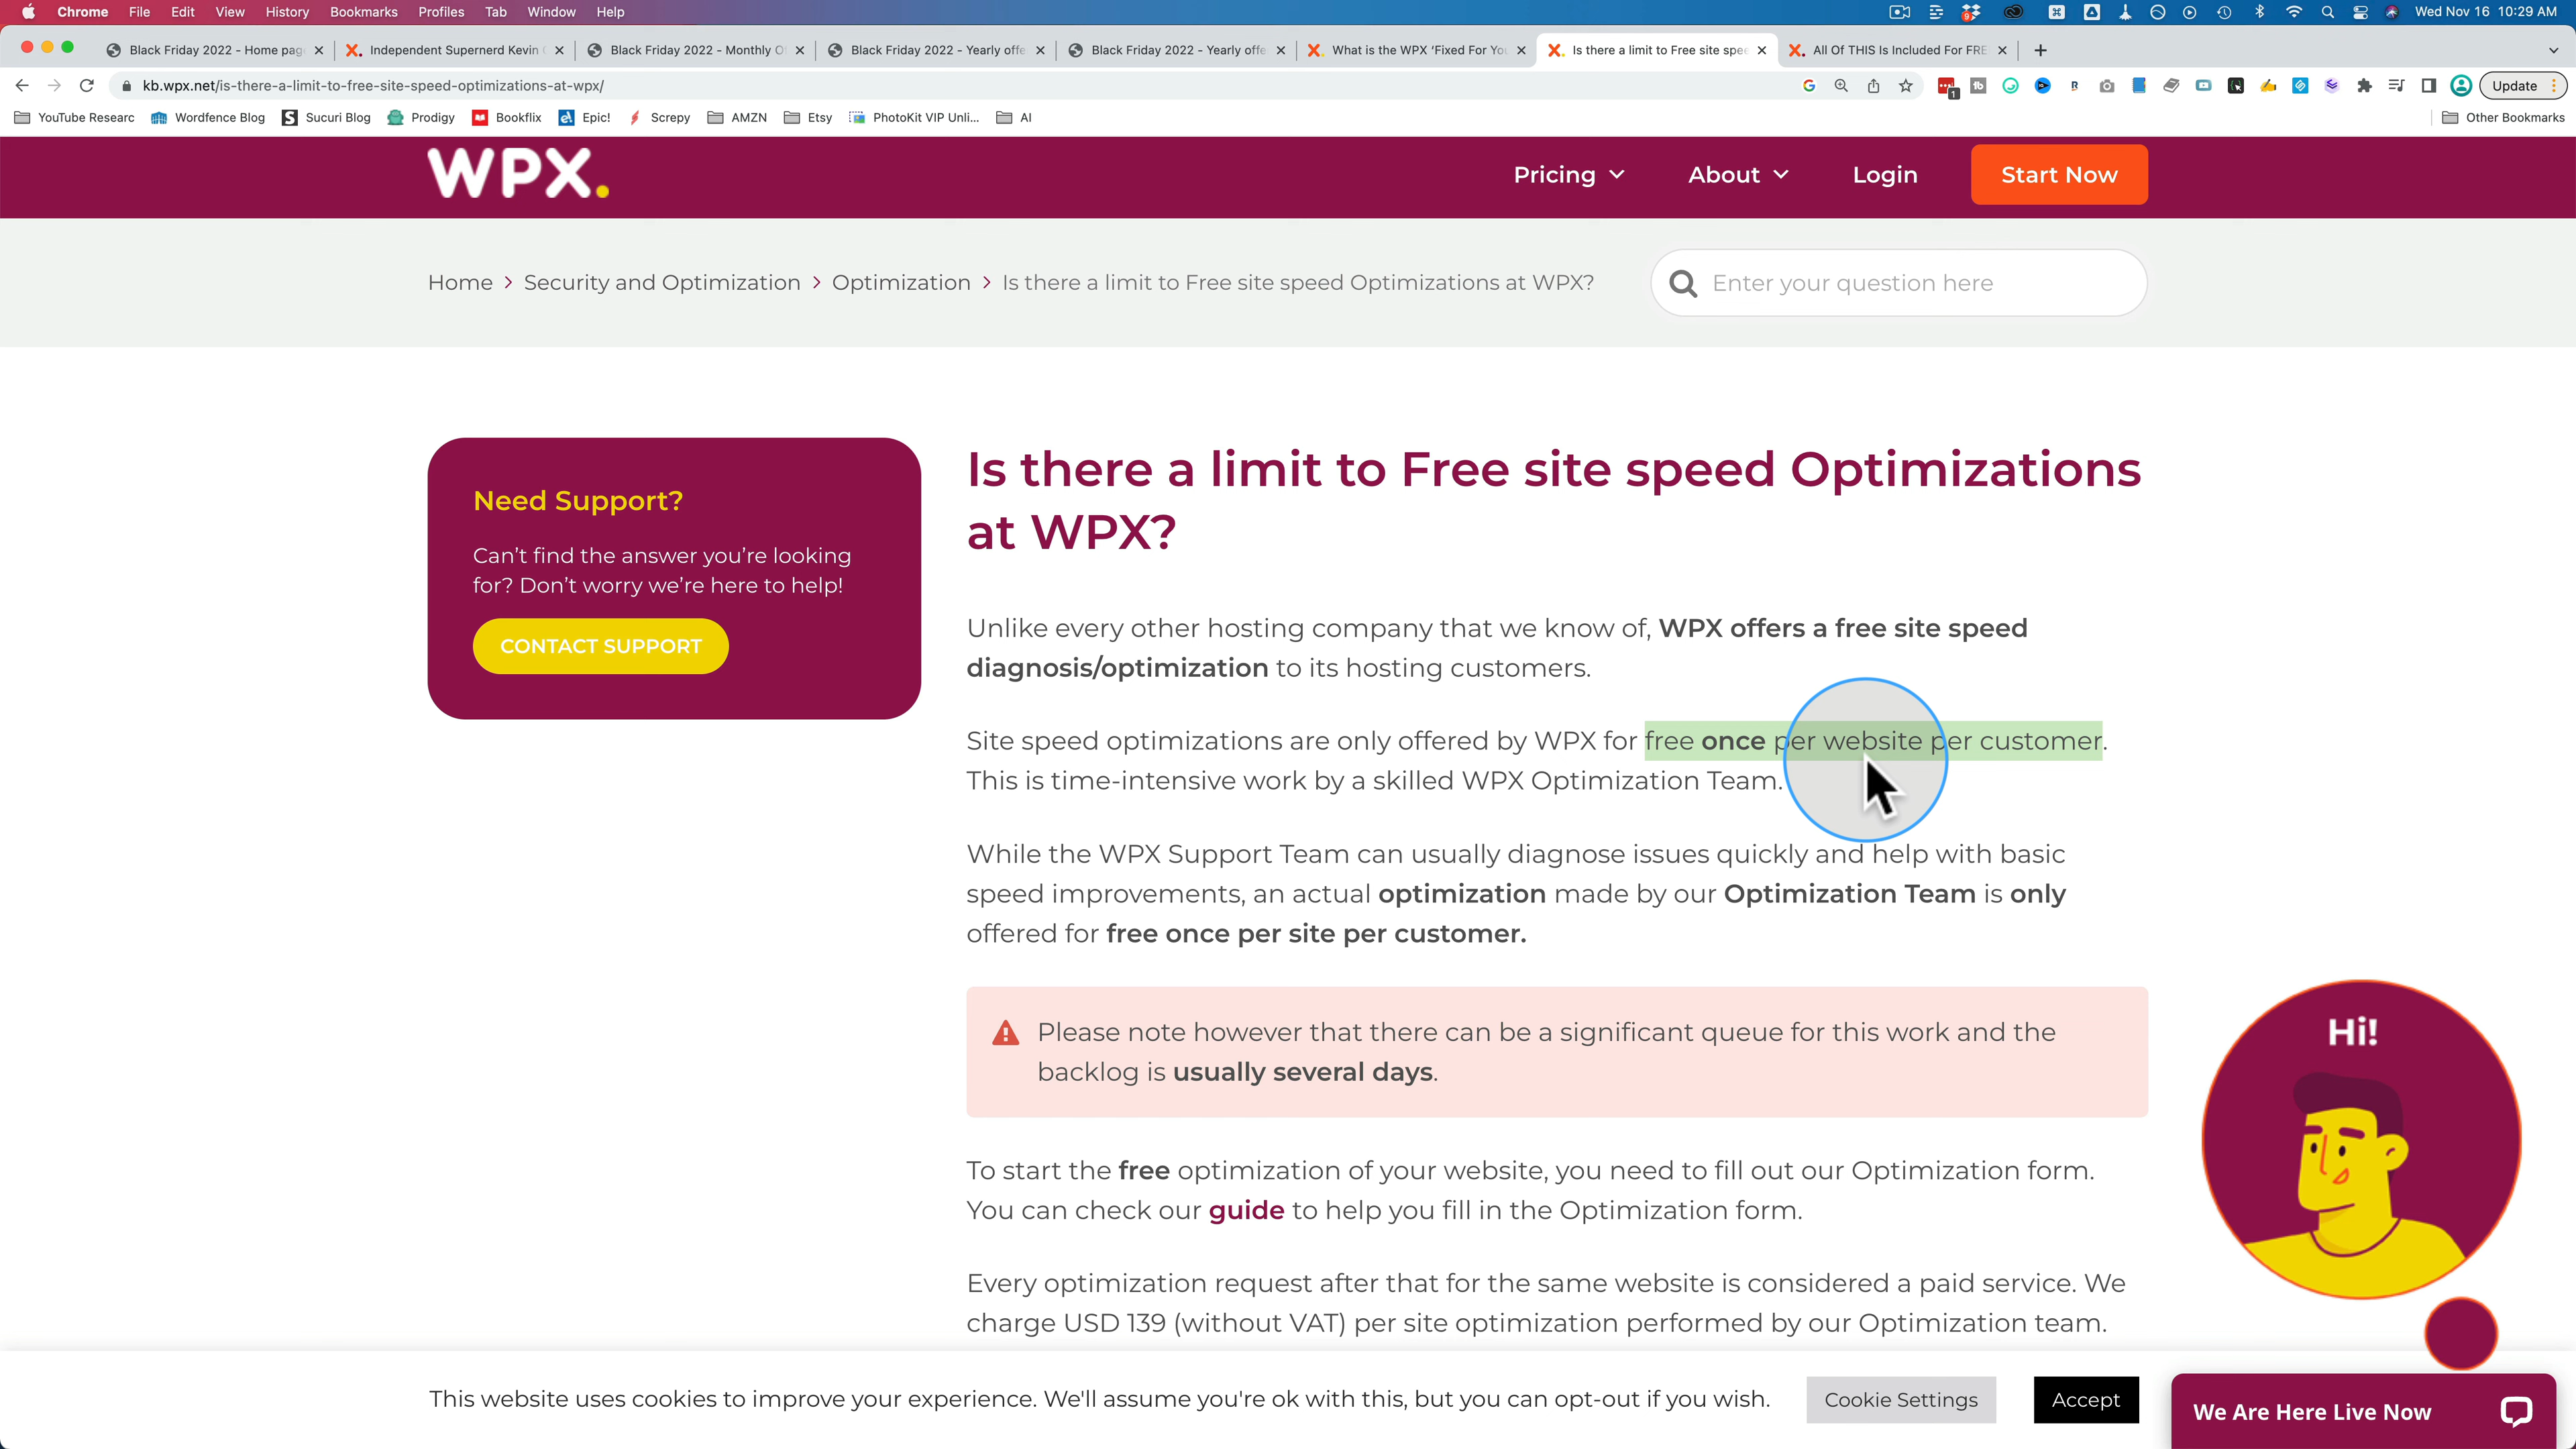 Chrome File Edit View History Bookmarks Profiles Tab Window Help
Wed Nov 16 10:29 AM
Black Friday 2022 - Home pag
Independent Supernerd Kevin
Black Friday 2022 - Monthly O
Black Friday 2022 - Yearly offe
Black Friday 2022 - Yearly offe
What is the WPX ‘Fixed For Yo
Is there a limit to Free site spee
All Of THIS Is Included For FRE
kb.wpx.net/is-there-a-limit-to-free-site-speed-optimizations-at-wpx/
Update
YouTube Researc Wordfence Blog Sucuri Blog Prodigy Bookflix Epic! Screpy AMZN Etsy PhotoKit VIP Unli... AI Other Bookmarks
WPX.
Pricing About Login Start Now
Home > Security and Optimization > Optimization > Is there a limit to Free site speed Optimizations at WPX?
Enter your question here
Need Support?
Can’t find the answer you’re looking
for? Don’t worry we’re here to help!
CONTACT SUPPORT
Is there a limit to Free site speed Optimizations
at WPX?
Unlike every other hosting company that we know of, WPX offers a free site speed
diagnosis/optimization to its hosting customers.
Site speed optimizations are only offered by WPX for free once per website per customer.
This is time-intensive work by a skilled WPX Optimization Team.
While the WPX Support Team can usually diagnose issues quickly and help with basic
speed improvements, an actual optimization made by our Optimization Team is only
offered for free once per site per customer.
Please note however that there can be a significant queue for this work and the
backlog is usually several days.
To start the free optimization of your website, you need to fill out our Optimization form.
You can check our guide to help you fill in the Optimization form.
Every optimization request after that for the same website is considered a paid service. We
charge USD 139 (without VAT) per site optimization performed by our Optimization team.
Hi!
This website uses cookies to improve your experience. We'll assume you're ok with this, but you can opt-out if you wish.
Cookie Settings
Accept
We Are Here Live Now